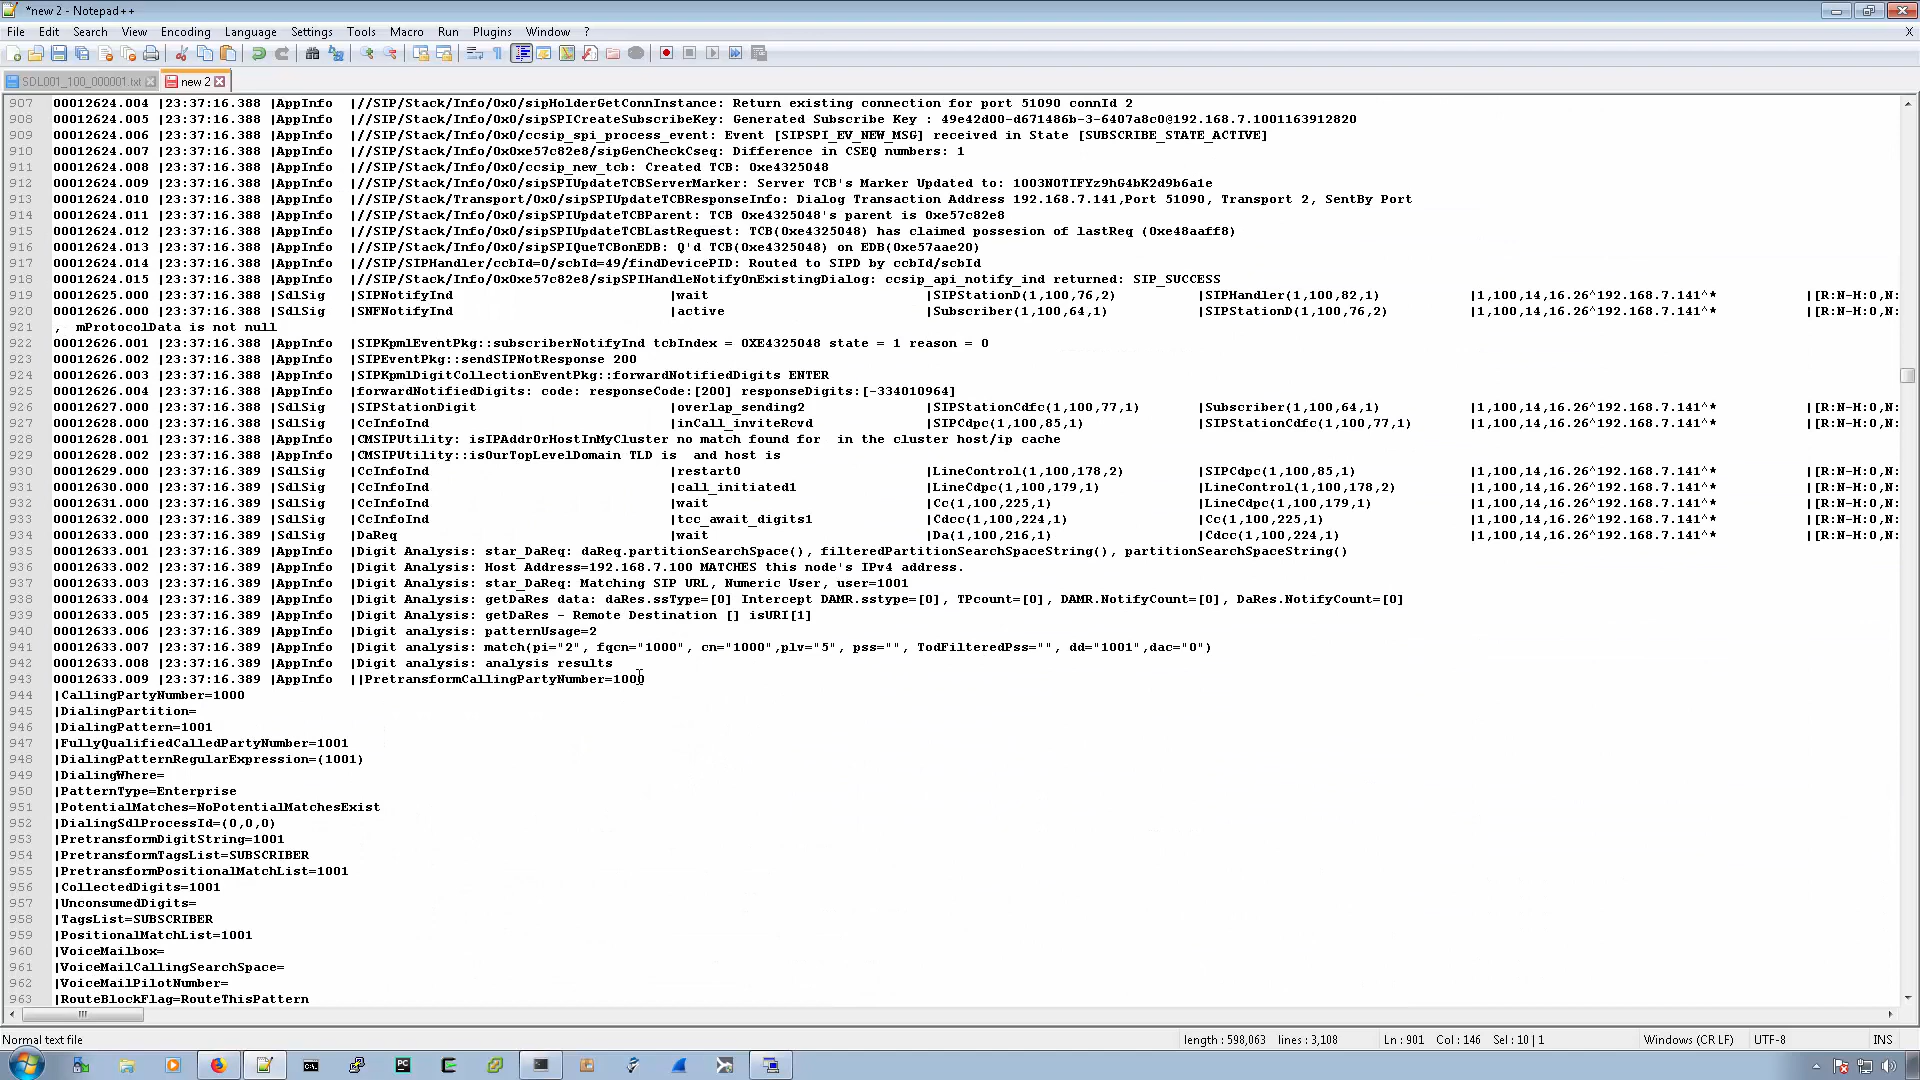 *new 2 - Notepad++
File Edit Search View Encoding Language Settings Tools Macro Run Plugins Window ? X
SDL001_100_000001.txt new 2
907 00012624.004 |23:37:16.388 |AppInfo |//SIP/Stack/Info/0x0/sipHolderGetConnInstance: Return existing connection for port 51090 connId 2
908 00012624.005 |23:37:16.388 |AppInfo |//SIP/Stack/Info/0x0/sipSPICreateSubscribeKey: Generated Subscribe Key : 49e42d00-d671486b-3-6407a8c0@192.168.7.1001163912820
909 00012624.006 |23:37:16.388 |AppInfo |//SIP/Stack/Info/0x0/ccsip_spi_process_event: Event [SIPSPI_EV_NEW_MSG] received in State [SUBSCRIBE_STATE_ACTIVE]
910 00012624.007 |23:37:16.388 |AppInfo |//SIP/Stack/Info/0x0xe57c82e8/sipGenCheckCseq: Difference in CSEQ numbers: 1
911 00012624.008 |23:37:16.388 |AppInfo |//SIP/Stack/Info/0x0/ccsip_new_tcb: Created TCB: 0xe4325048
912 00012624.009 |23:37:16.388 |AppInfo |//SIP/Stack/Info/0x0/sipSPIUpdateTCBServerMarker: Server TCB's Marker Updated to: 1003NOTIFYz9hG4bK2d9b6a1e
913 00012624.010 |23:37:16.388 |AppInfo |//SIP/Stack/Transport/0x0/sipSPIUpdateTCBResponseInfo: Dialog Transaction Address 192.168.7.141,Port 51090, Transport 2, SentBy Port
914 00012624.011 |23:37:16.388 |AppInfo |//SIP/Stack/Info/0x0/sipSPIUpdateTCBParent: TCB 0xe4325048's parent is 0xe57c82e8
915 00012624.012 |23:37:16.388 |AppInfo |//SIP/Stack/Info/0x0/sipSPIUpdateTCBLastRequest: TCB(0xe4325048) has claimed possesion of lastReq (0xe48aaff8)
916 00012624.013 |23:37:16.388 |AppInfo |//SIP/Stack/Info/0x0/sipSPIQueTCBonEDB: Q'd TCB(0xe4325048) on EDB(0xe57aae20)
917 00012624.014 |23:37:16.388 |AppInfo |//SIP/SIPHandler/ccbId=0/scbId=49/findDevicePID: Routed to SIPD by ccbId/scbId
918 00012624.015 |23:37:16.388 |AppInfo |//SIP/Stack/Info/0x0xe57c82e8/sipSPIHandleNotifyOnExistingDialog: ccsip_api_notify_ind returned: SIP_SUCCESS
919 00012625.000 |23:37:16.388 |SdlSig |SIPNotifyInd |wait |SIPStationD(1,100,76,2) |SIPHandler(1,100,82,1) |1,100,14,16.26^192.168.7.141^* |[R:N-H:0,N:
920 00012626.000 |23:37:16.388 |SdlSig |SNFNotifyInd |active |Subscriber(1,100,64,1) |SIPStationD(1,100,76,2) |1,100,14,16.26^192.168.7.141^* |[R:N-H:0,N:
921 , mProtocolData is not null
922 00012626.001 |23:37:16.388 |AppInfo |SIPKpmlEventPkg::subscriberNotifyInd tcbIndex = 0XE4325048 state = 1 reason = 0
923 00012626.002 |23:37:16.388 |AppInfo |SIPEventPkg::sendSIPNotResponse 200
924 00012626.003 |23:37:16.388 |AppInfo |SIPKpmlDigitCollectionEventPkg::forwardNotifiedDigits ENTER
925 00012626.004 |23:37:16.388 |AppInfo |forwardNotifiedDigits: code: responseCode:[200] responseDigits:[-334010964]
926 00012627.000 |23:37:16.388 |SdlSig |SIPStationDigit |overlap_sending2 |SIPStationCdfc(1,100,77,1) |Subscriber(1,100,64,1) |1,100,14,16.26^192.168.7.141^* |[R:N-H:0,N:
927 00012628.000 |23:37:16.388 |SdlSig |CcInfoInd |inCall_inviteRcvd |SIPCdpc(1,100,85,1) |SIPStationCdfc(1,100,77,1) |1,100,14,16.26^192.168.7.141^* |[R:N-H:0,N:
928 00012628.001 |23:37:16.388 |AppInfo |CMSIPUtility: isIPAddrOrHostInMyCluster no match found for in the cluster host/ip cache
929 00012628.002 |23:37:16.388 |AppInfo |CMSIPUtility::isOurTopLevelDomain TLD is and host is
930 00012629.000 |23:37:16.388 |SdlSig |CcInfoInd |restart0 |LineControl(1,100,178,2) |SIPCdpc(1,100,85,1) |1,100,14,16.26^192.168.7.141^* |[R:N-H:0,N:
931 00012630.000 |23:37:16.388 |SdlSig |CcInfoInd |call_initiated1 |LineCdpc(1,100,179,1) |LineControl(1,100,178,2) |1,100,14,16.26^192.168.7.141^* |[R:N-H:0,N:
932 00012631.000 |23:37:16.388 |SdlSig |CcInfoInd |wait |Cc(1,100,225,1) |LineCdpc(1,100,179,1) |1,100,14,16.26^192.168.7.141^* |[R:N-H:0,N:
933 00012632.000 |23:37:16.388 |SdlSig |CcInfoInd |tcc_await_digits1 |Cdcc(1,100,224,1) |Cc(1,100,225,1) |1,100,14,16.26^192.168.7.141^* |[R:N-H:0,N:
934 00012633.000 |23:37:16.388 |SdlSig |DaReq |wait |Da(1,100,216,1) |Cdcc(1,100,224,1) |1,100,14,16.26^192.168.7.141^* |[R:N-H:0,N:
935 00012633.001 |23:37:16.388 |AppInfo |Digit Analysis: star_DaReq: daReq.partitionSearchSpace(), filteredPartitionSearchSpaceString(), partitionSearchSpaceString()
936 00012633.002 |23:37:16.388 |AppInfo |Digit Analysis: Host Address=192.168.7.100 MATCHES this node's IPv4 address.
937 00012633.003 |23:37:16.388 |AppInfo |Digit Analysis: star_DaReq: Matching SIP URL, Numeric User, user=1001
938 00012633.004 |23:37:16.389 |AppInfo |Digit Analysis: getDaRes data: daRes.ssType=[0] Intercept DAMR.sstype=[0], TPcount=[0], DAMR.NotifyCount=[0], DaRes.NotifyCount=[0]
939 00012633.005 |23:37:16.389 |AppInfo |Digit Analysis: getDaRes - Remote Destination [] isURI[1]
940 00012633.006 |23:37:16.389 |AppInfo |Digit analysis: patternUsage=2
941 00012633.007 |23:37:16.389 |AppInfo |Digit analysis: match(pi="2", fqcn="1000", cn="1000",plv="5", pss="", TodFilteredPss="", dd="1001",dac="0")
942 00012633.008 |23:37:16.389 |AppInfo |Digit analysis: analysis results
943 00012633.009 |23:37:16.389 |AppInfo ||PretransformCallingPartyNumber=1000
944 |CallingPartyNumber=1000
945 |DialingPartition=
946 |DialingPattern=1001
947 |FullyQualifiedCalledPartyNumber=1001
948 |DialingPatternRegularExpression=(1001)
949 |DialingWhere=
950 |PatternType=Enterprise
951 |PotentialMatches=NoPotentialMatchesExist
952 |DialingSdlProcessId=(0,0,0)
953 |PretransformDigitString=1001
954 |PretransformTagsList=SUBSCRIBER
955 |PretransformPositionalMatchList=1001
956 |CollectedDigits=1001
957 |UnconsumedDigits=
958 |TagsList=SUBSCRIBER
959 |PositionalMatchList=1001
960 |VoiceMailbox=
961 |VoiceMailCallingSearchSpace=
962 |VoiceMailPilotNumber=
963 |RouteBlockFlag=RouteThisPattern
Normal text file length : 598,063 lines : 3,108 Ln : 901 Col : 146 Sel : 10 | 1 Windows (CR LF) UTF-8 INS